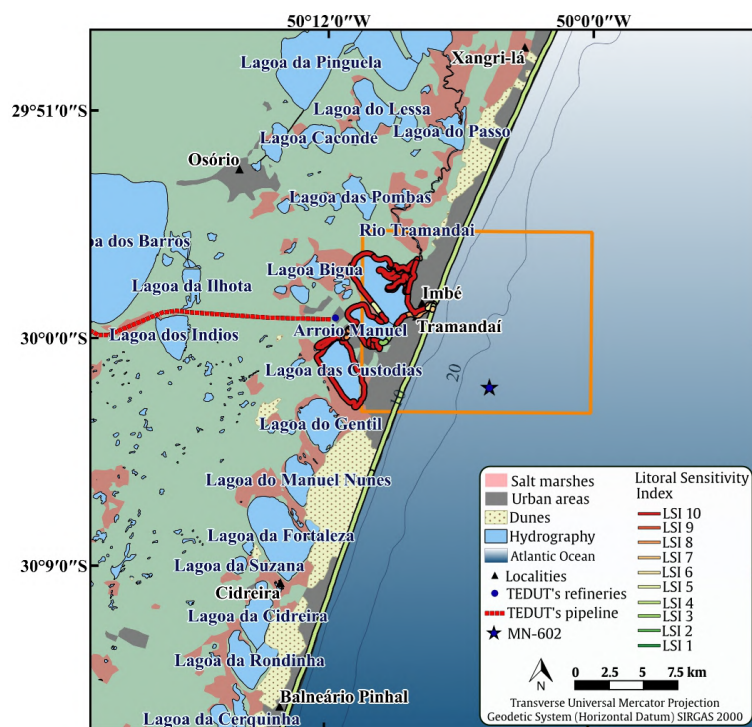 50°12'0"W
50°0'0"W
Xangri-lá
Lagoa da Pinguela
29°51'0"S
Lagoa do Lessa
Lagoa do Passo
Lagoa Caconde
Osório
Lagoa das Pombas
Rio Tramandaí
oa dos Barros
Lagoa Bigua
Lagoa da Ilhota
Imbé
Tramandaí
Arroio Manuel
Lagoa dos Indios
30°0'0"S
Lagoa das Custodias
20
10
Lagoa do Gentil
Lagoa do Manuel Nunes
Lagoa da Fortaleza
30°9'0"S
Lagoa da Suzana
Cidreira
Lagoa da Cidreira
Lagoa da Rondinha
Balneário Pinhal
Lagoa da Cerquinha
Salt marshes
Urban areas
Dunes
Hydrography
Atlantic Ocean
Localities
TEDUT's refineries
TEDUT's pipeline
MN-602
Litoral Sensitivity
Index
LSI 10
LSI 9
LSI 8
LSI 7
LSI 6
LSI 5
LSI 4
LSI 3
LSI 2
LSI 1
N
0 2.5 5 7.5 km
Transverse Universal Mercator Projection
Geodetic System (Horizontal Datum) SIRGAS 2000